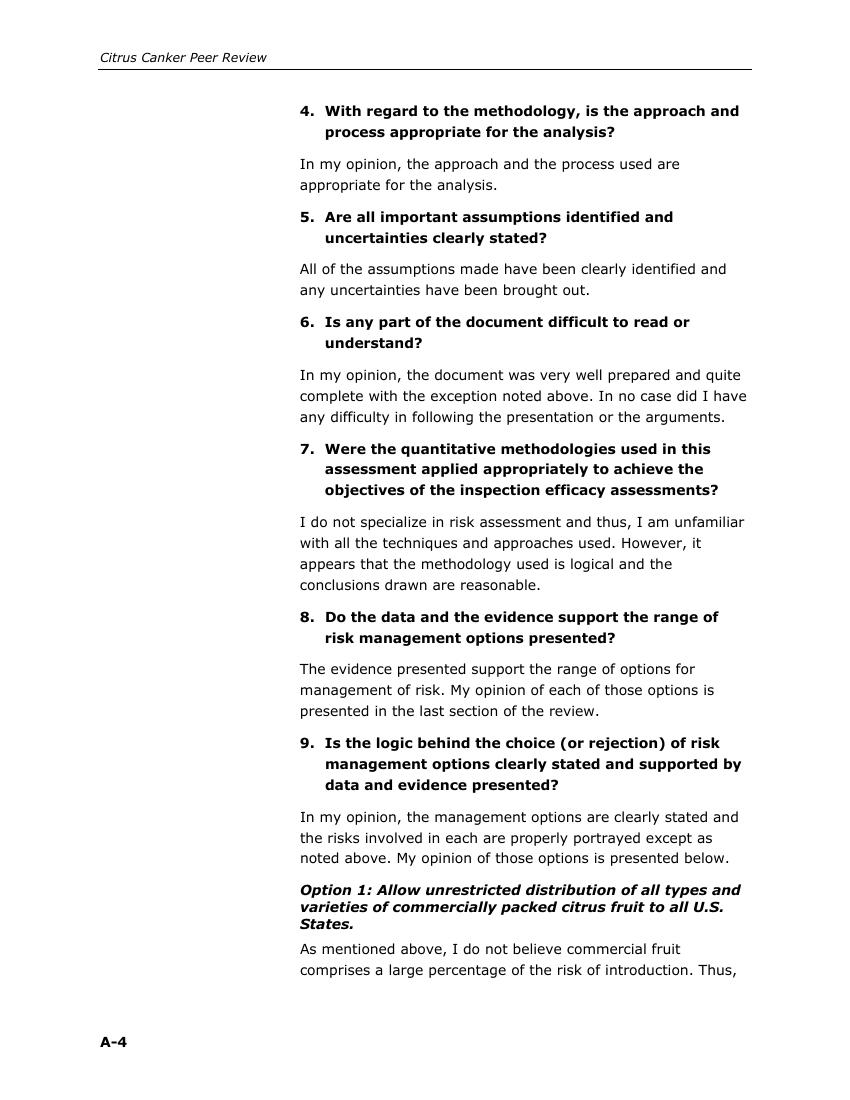 Citrus Canker Peer Review
4. With regard to the methodology, is the approach and
process appropriate for the analysis?
In my opinion, the approach and the process used are
appropriate for the analysis.
5. Are all important assumptions identified and
uncertainties clearly stated?
All of the assumptions made have been clearly identified and
any uncertainties have been brought out.
6. Is any part of the document difficult to read or
understand?
In my opinion, the document was very well prepared and quite
complete with the exception noted above. In no case did I have
any difficulty in following the presentation or the arguments.
7. Were the quantitative methodologies used in this
assessment applied appropriately to achieve the
objectives of the inspection efficacy assessments?
I do not specialize in risk assessment and thus, I am unfamiliar
with all the techniques and approaches used. However, it
appears that the methodology used is logical and the
conclusions drawn are reasonable.
8. Do the data and the evidence support the range of
risk management options presented?
The evidence presented support the range of options for
management of risk. My opinion of each of those options is
presented in the last section of the review.
9. Is the logic behind the choice (or rejection) of risk
management options clearly stated and supported by
data and evidence presented?
In my opinion, the management options are clearly stated and
the risks involved in each are properly portrayed except as
noted above. My opinion of those options is presented below.
Option 1: Allow unrestricted distribution of all types and
varieties of commercially packed citrus fruit to all U.S.
States.
As mentioned above, I do not believe commercial fruit
comprises a large percentage of the risk of introduction. Thus,
A-4